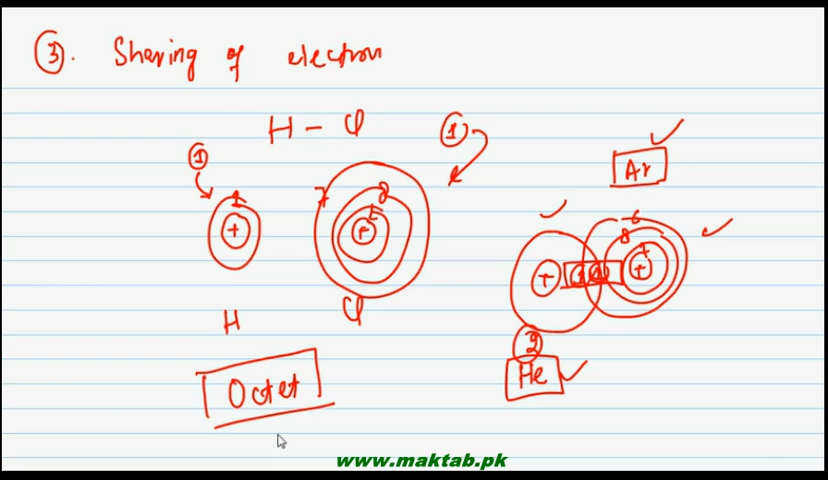 3. Sharing of electron
H - Cl
1
1
Ar
1
7
8
+
+
6
8
+
+
H
Cl
2
He
Octet
www.maktab.pk